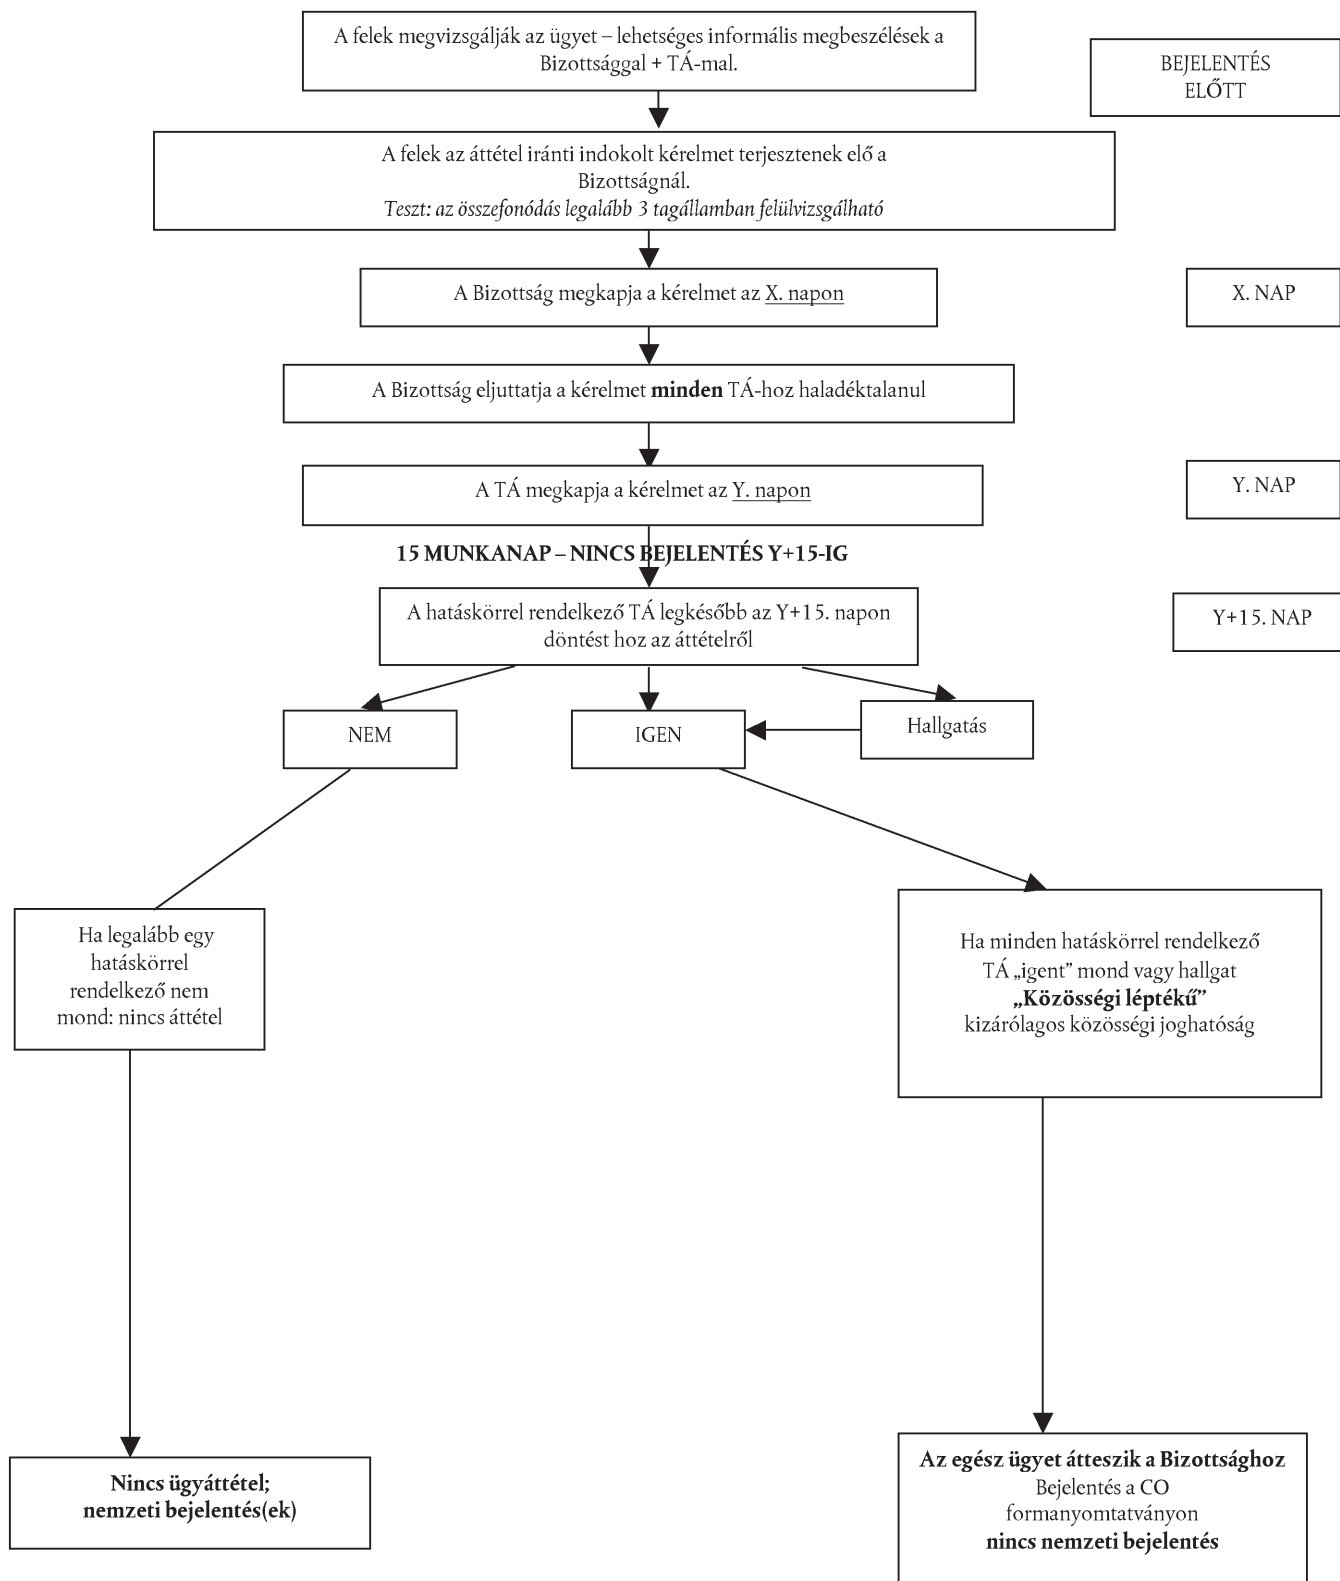 A felek megvizsgálják az ügyet – lehetséges informális megbeszélések a
Bizottsággal + TÁ-mal.
BEJELENTÉS
ELŐTT
A felek az áttétel iránti indokolt kérelmet terjesztenek elő a
Bizottságnál.
Teszt: az összefonódás legalább 3 tagállamban felülvizsgálható
A Bizottság megkapja a kérelmet az X. napon
X. NAP
A Bizottság eljuttatja a kérelmet minden TÁ-hoz haladéktalanul
A TÁ megkapja a kérelmet az Y. napon
Y. NAP
15 MUNKANAP – NINCS BEJELENTÉS Y+15-IG
A hatáskörrel rendelkező TÁ legkésőbb az Y+15. napon
döntést hoz az áttételről
Y+15. NAP
NEM
IGEN
Hallgatás
Ha legalább egy
hatáskörrel
rendelkező nem
mond: nincs áttétel
Ha minden hatáskörrel rendelkező
TÁ „igent” mond vagy hallgat
„Közösségi léptékű”
kizárólagos közösségi joghatóság
Nincs ügyáttétel;
nemzeti bejelentés(ek)
Az egész ügyet átteszik a Bizottsághoz
Bejelentés a CO
formanyomtatványon
nincs nemzeti bejelentés